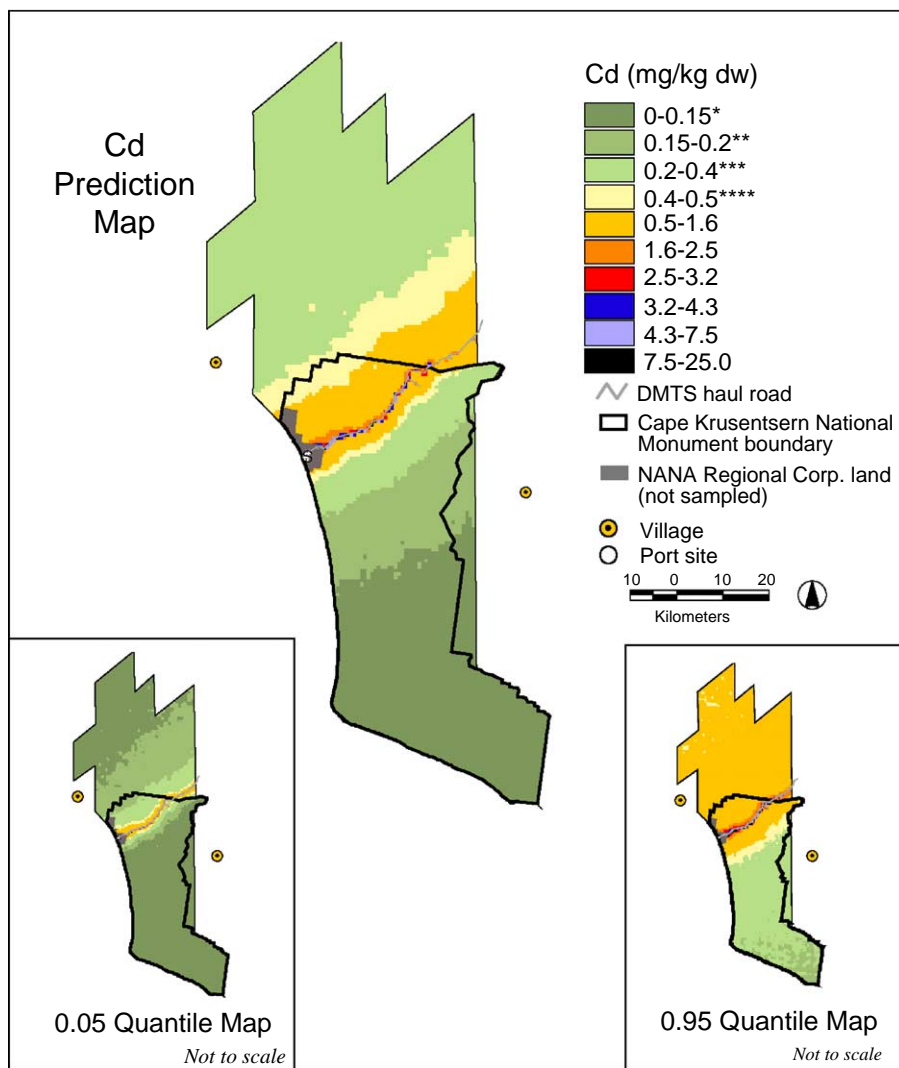 Cd
Prediction
Map
Cd (mg/kg dw)
0-0.15*
0.15-0.2**
0.2-0.4***
0.4-0.5****
0.5-1.6
1.6-2.5
2.5-3.2
3.2-4.3
4.3-7.5
7.5-25.0
DMTS haul road
Cape Krusentsern National
Monument boundary
NANA Regional Corp. land
(not sampled)
Village
Port site
10 0 10 20
Kilometers
0.05 Quantile Map
Not to scale
0.95 Quantile Map
Not to scale